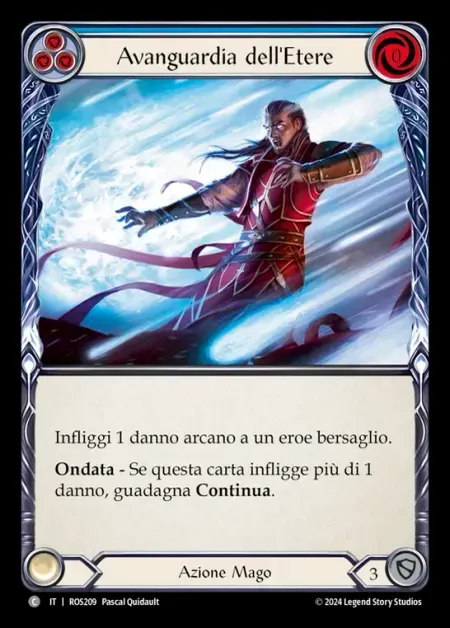 Avanguardia dell'Etere
0
Infliggi 1 danno arcano a un eroe bersaglio.
Ondata - Se questa carta infligge più di 1
danno, guadagna Continua.
Azione Mago
3
C IT | ROS209 Pascal Quidault
© 2024 Legend Story Studios